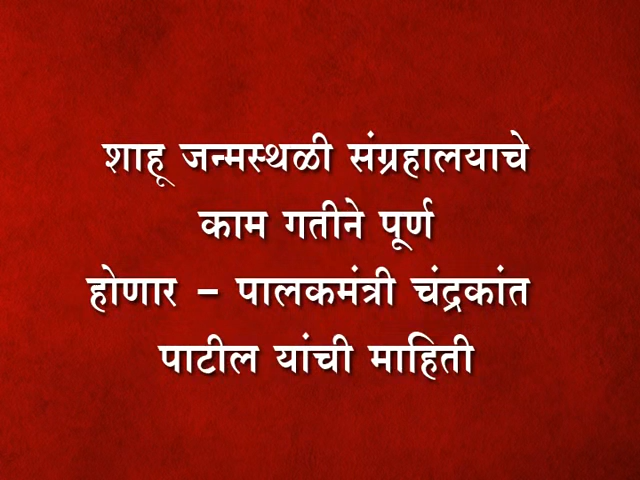 शाहू जन्मस्थळी संग्रहालयाचे
काम गतीने पूर्ण
होणार – पालकमंत्री चंद्रकांत
पाटील यांची माहिती